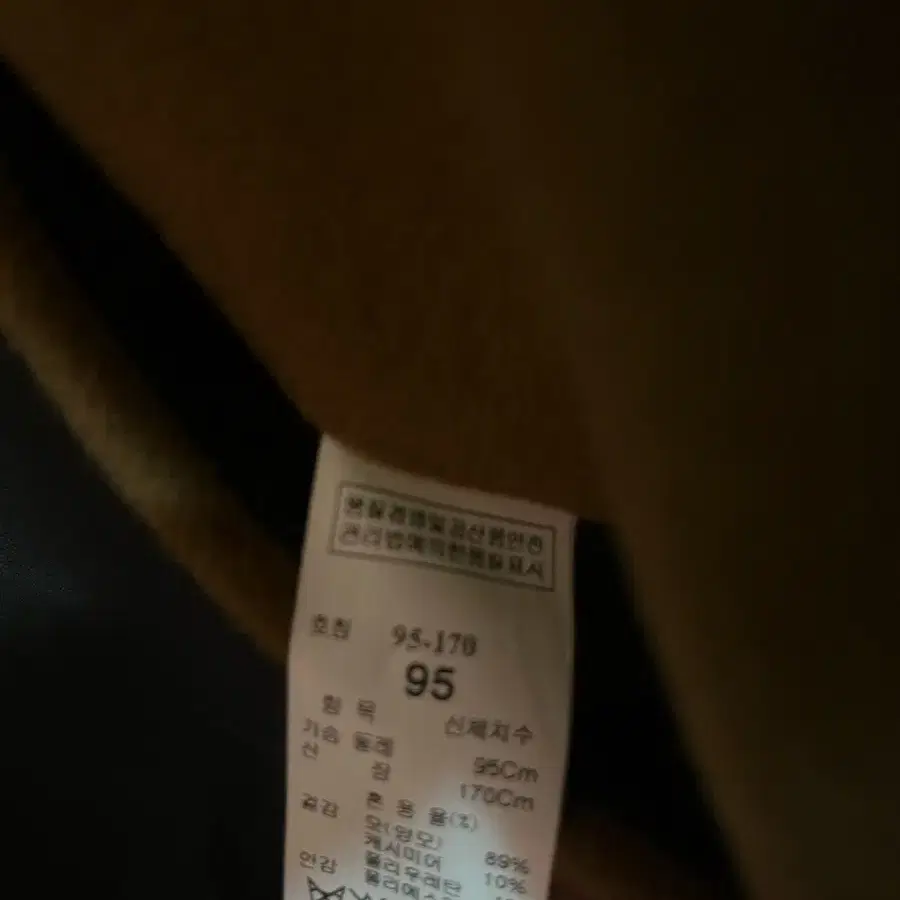 품질경영및공산품안전
관리법에의한품질표시
호칭 95-170
95
항 목 신체치수
가슴 둘레 95Cm
신 장 170Cm
혼 용 율(%)
겉감 모(양모) 89%
캐시미어 10%
폴리우레탄
안감